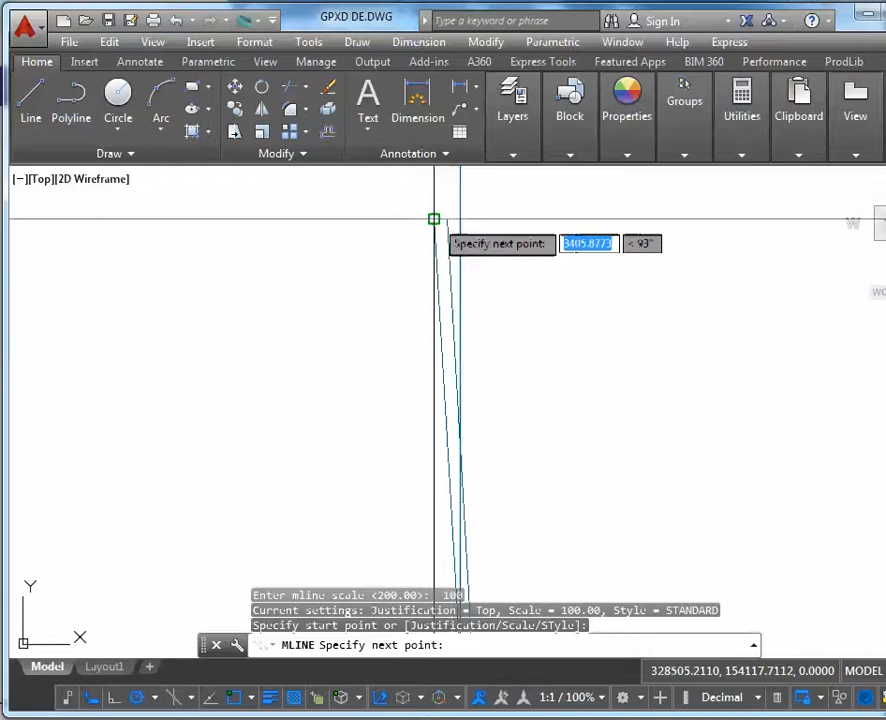 GPXD DE.DWG
Type a keyword or phrase
Sign In
File Edit View Insert Format Tools Draw Dimension Modify Parametric Window Help Express
Home Insert Annotate Parametric View Manage Output Add-ins A360 Express Tools Featured Apps BIM 360 Performance ProdLib
Line Polyline Circle Arc Text Dimension Layers Block Properties Groups Utilities Clipboard View
Draw Modify Annotation
[−][Top][2D Wireframe]
W
Specify next point: 3405.8773 < 93°
WC
Y
X
Enter mline scale <200.00>: 100
Current settings: Justification = Top, Scale = 100.00, Style = STANDARD
Specify start point or [Justification/Scale/STyle]:
MLINE Specify next point:
Model Layout1 +
328505.2110, 154117.7112, 0.0000 MODEL
1:1 / 100% Decimal